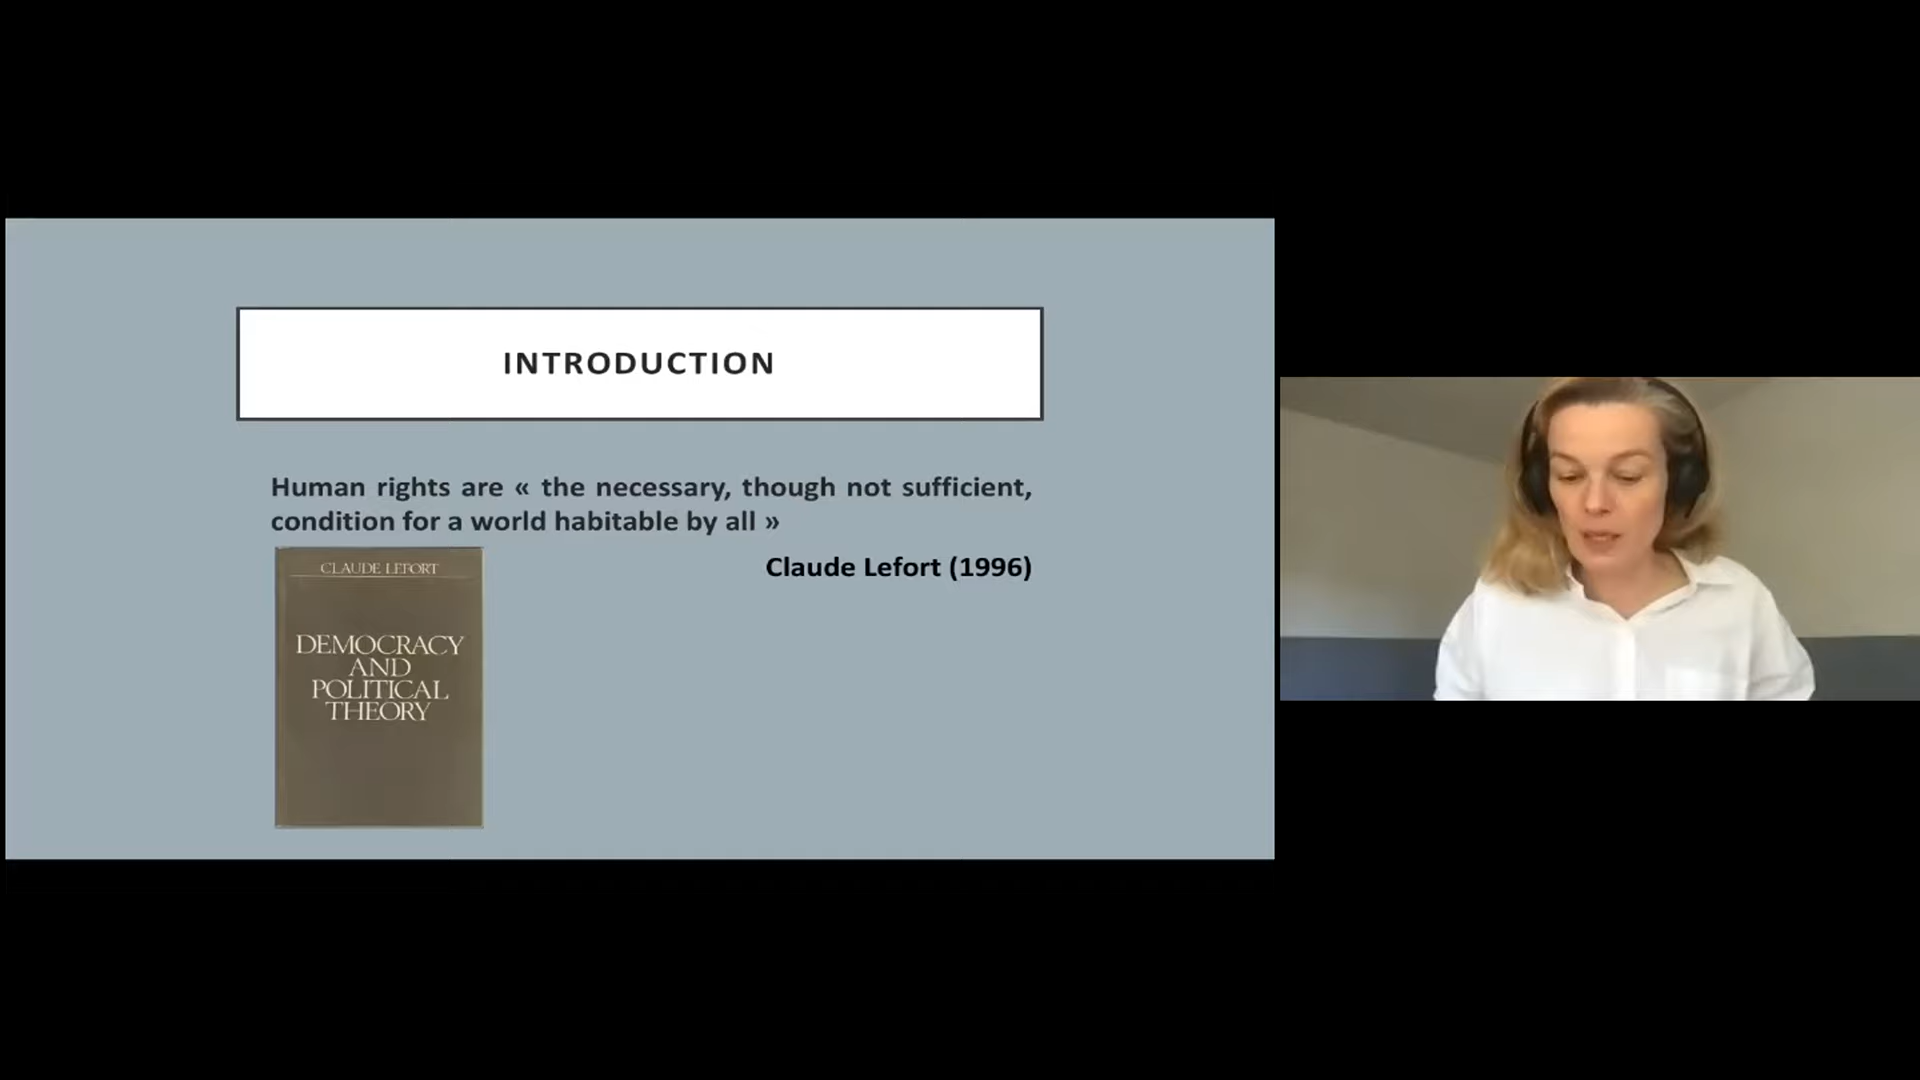 INTRODUCTION
Human rights are « the necessary, though not sufficient,
condition for a world habitable by all »
Claude Lefort (1996)
CLAUDE LEFORT
DEMOCRACY
AND
POLITICAL
THEORY